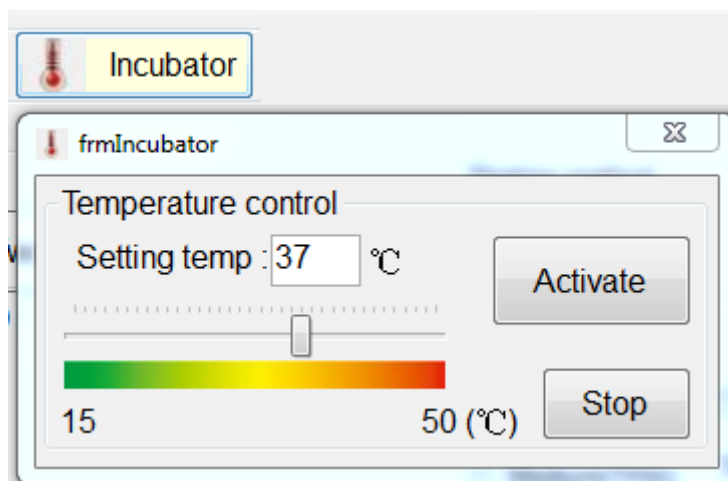 Incubator
frmIncubator
Temperature control
Setting temp : 37 ℃
Activate
15
50 (℃)
Stop